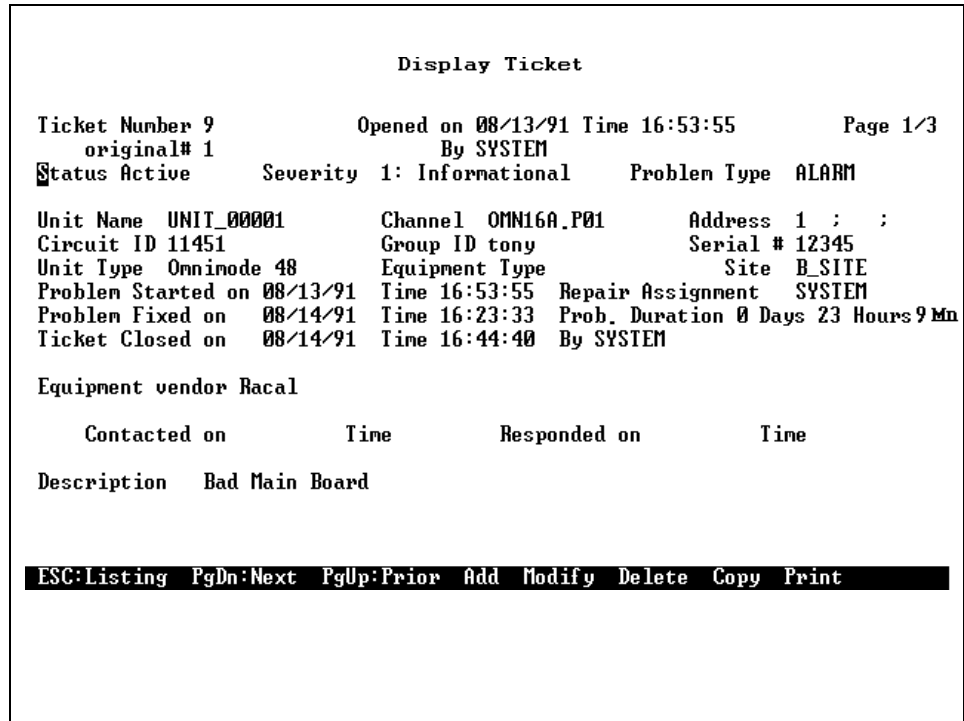 Display Ticket
Ticket Number 9 Opened on 08/13/91 Time 16:53:55 Page 1/3
original# 1 By SYSTEM
Status Active Severity 1: Informational Problem Type ALARM
Unit Name UNIT_00001 Channel OMN16A.P01 Address 1 ; ;
Circuit ID 11451 Group ID tony Serial # 12345
Unit Type Omnimode 48 Equipment Type Site B_SITE
Problem Started on 08/13/91 Time 16:53:55 Repair Assignment SYSTEM
Problem Fixed on 08/14/91 Time 16:23:33 Prob. Duration 0 Days 23 Hours 9 Mn
Ticket Closed on 08/14/91 Time 16:44:40 By SYSTEM
Equipment vendor Racal
Contacted on Time Responded on Time
Description Bad Main Board
ESC:Listing PgDn:Next PgUp:Prior Add Modify Delete Copy Print